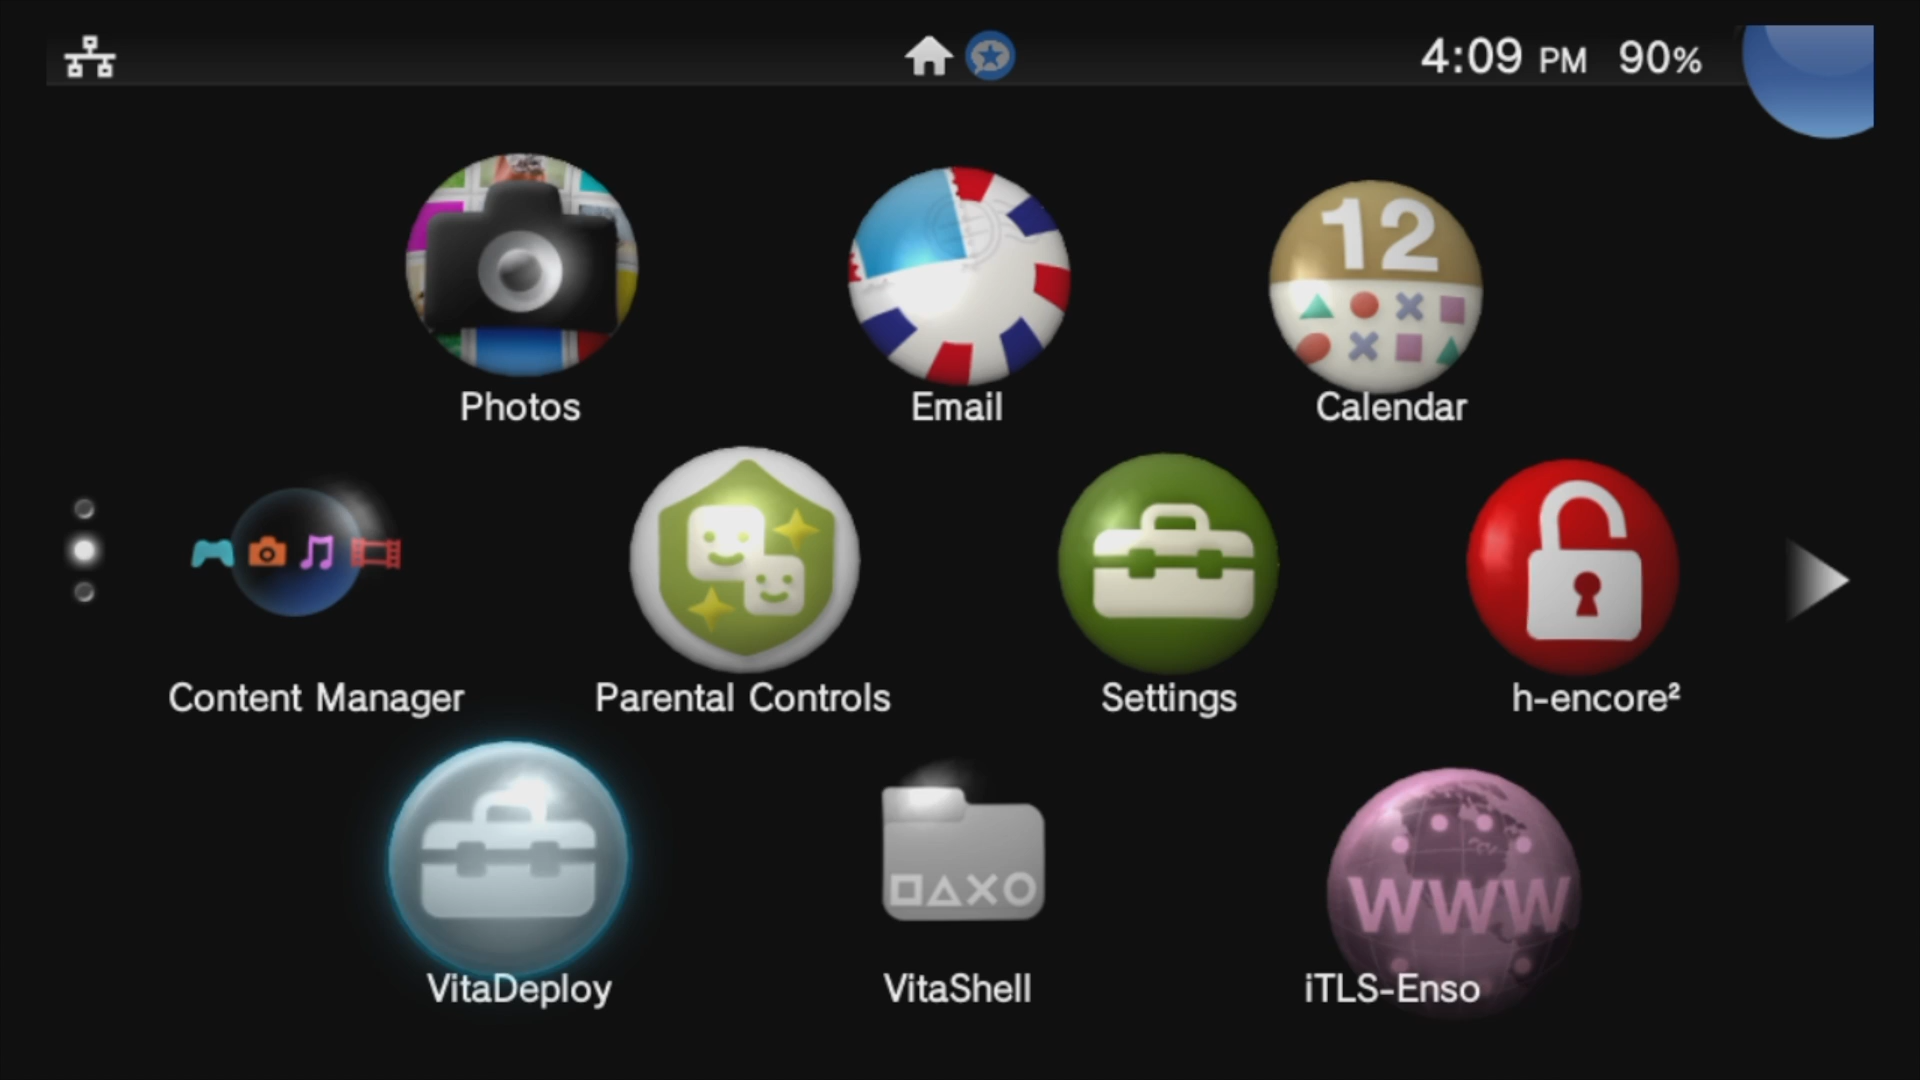 4:09 PM 90%
12
Photos
Email
Calendar
Content Manager
Parental Controls
Settings
h-encore²
WWW
VitaDeploy
VitaShell
iTLS-Enso